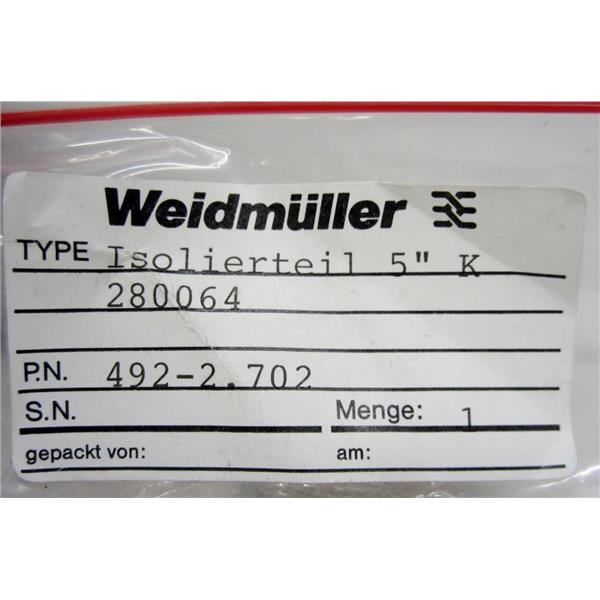 Weidmüller
TYPE Isolierteil 5" K
280064
P.N. 492-2.702
S.N. Menge: 1
gepackt von: am: